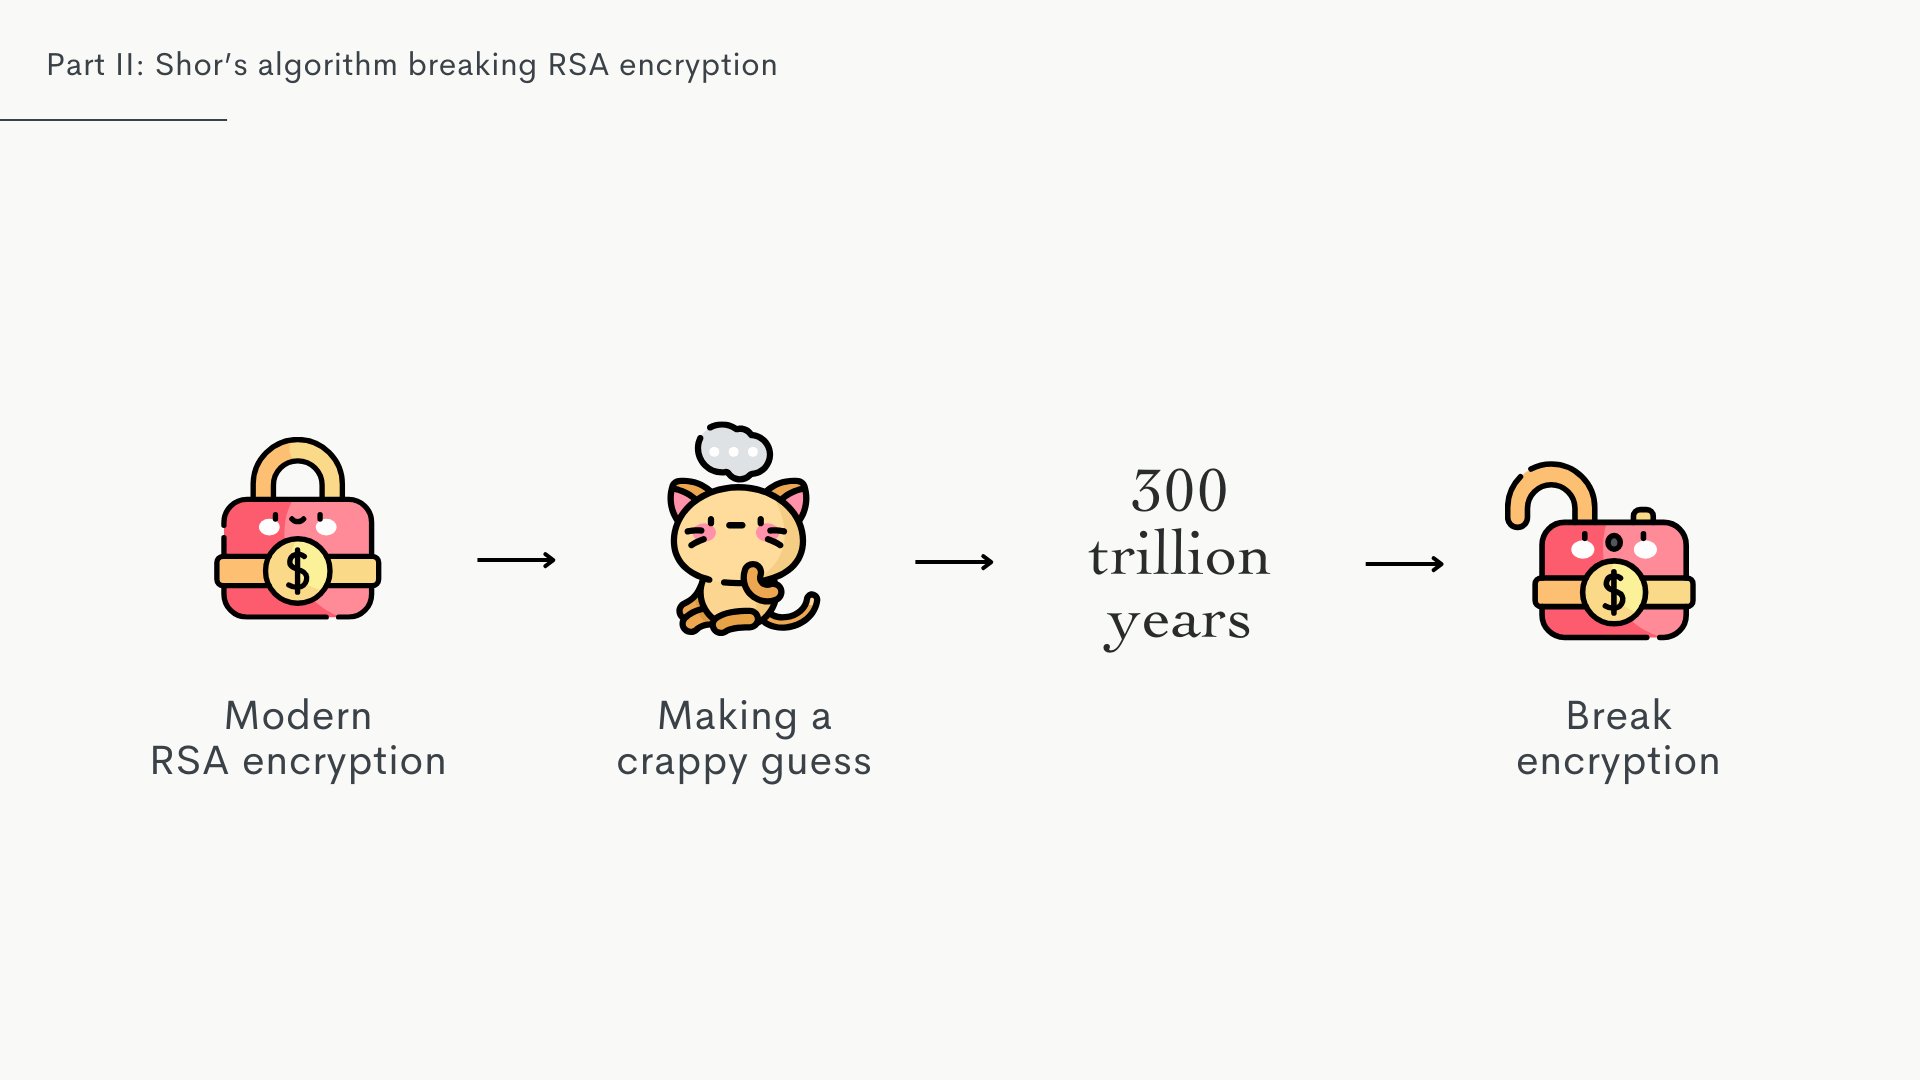 Part II: Shor’s algorithm breaking RSA encryption
300
trillion
years
$
$
Modern
RSA encryption
Making a
crappy guess
Break
encryption